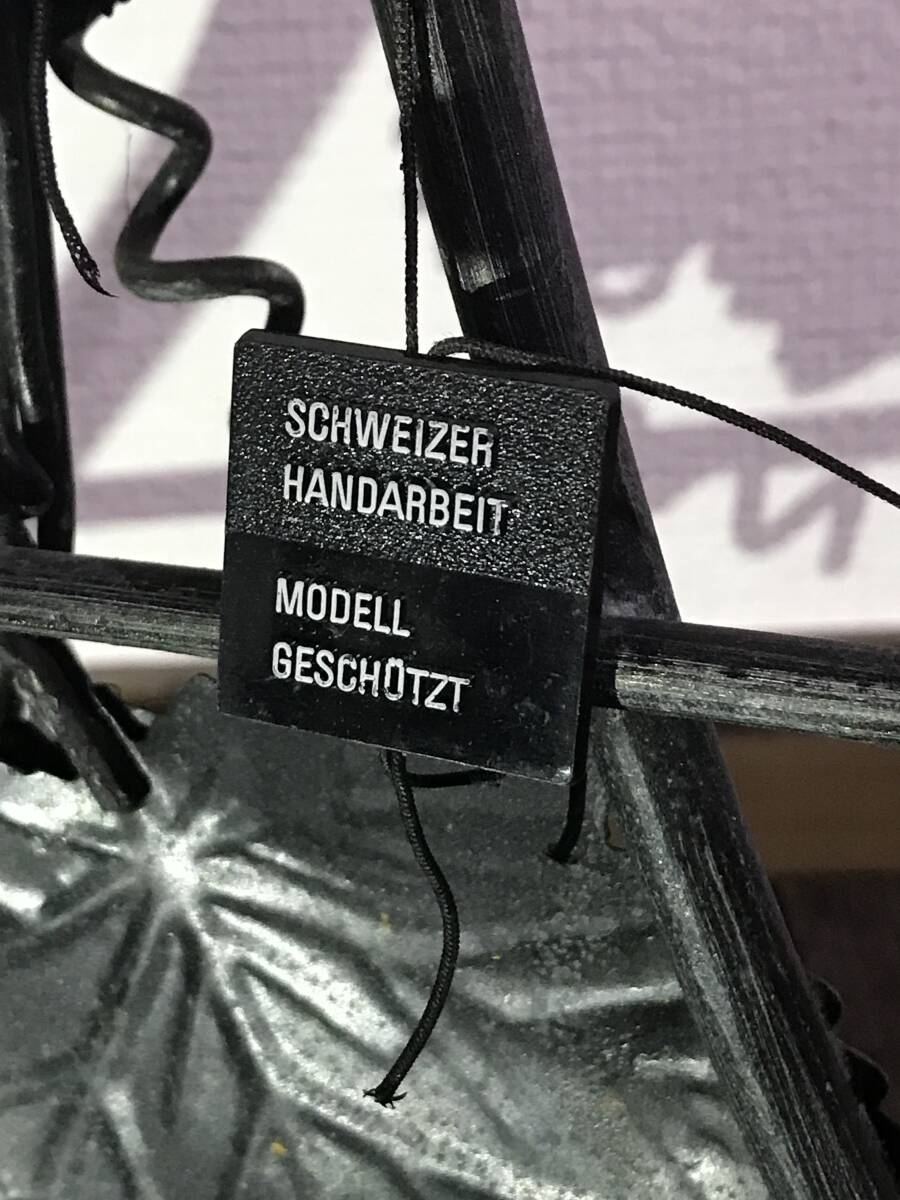 SCHWEIZER
HANDARBEIT
MODELL
GESCHÜTZT